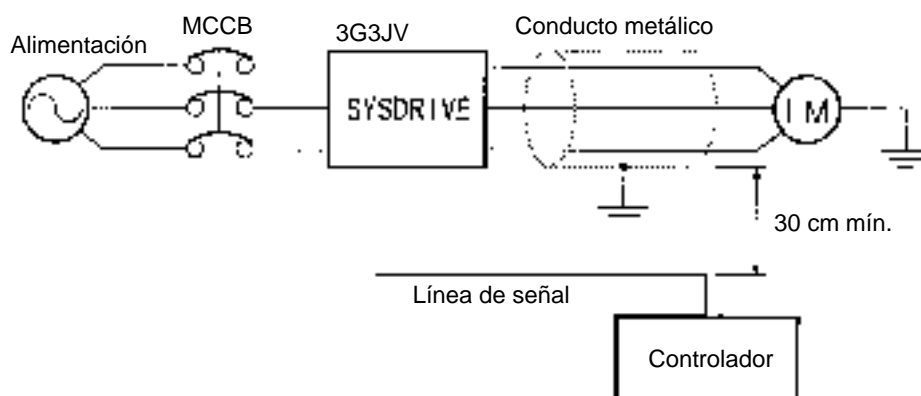 Alimentación
MCCB
3G3JV
Conducto metálico
SYSDRIVE
IM
30 cm mín.
Línea de señal
Controlador